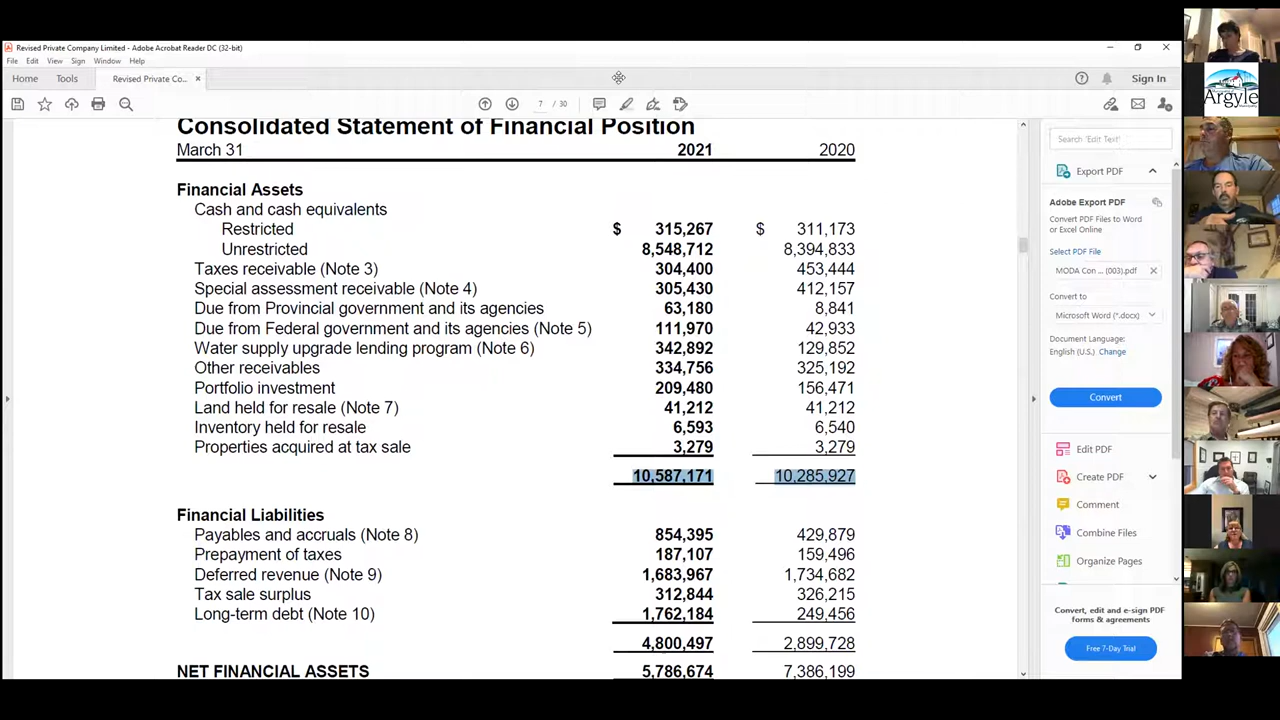 Revised Private Company Limited - Adobe Acrobat Reader DC (32-bit)
File Edit View Sign Window Help
Home Tools Revised Private Co... × Sign In
7 / 30
Consolidated Statement of Financial Position
March 31 2021 2020
Financial Assets
Cash and cash equivalents
Restricted $ 315,267 $ 311,173
Unrestricted 8,548,712 8,394,833
Taxes receivable (Note 3) 304,400 453,444
Special assessment receivable (Note 4) 305,430 412,157
Due from Provincial government and its agencies 63,180 8,841
Due from Federal government and its agencies (Note 5) 111,970 42,933
Water supply upgrade lending program (Note 6) 342,892 129,852
Other receivables 334,756 325,192
Portfolio investment 209,480 156,471
Land held for resale (Note 7) 41,212 41,212
Inventory held for resale 6,593 6,540
Properties acquired at tax sale 3,279 3,279
10,587,171 10,285,927
Financial Liabilities
Payables and accruals (Note 8) 854,395 429,879
Prepayment of taxes 187,107 159,496
Deferred revenue (Note 9) 1,683,967 1,734,682
Tax sale surplus 312,844 326,215
Long-term debt (Note 10) 1,762,184 249,456
4,800,497 2,899,728
NET FINANCIAL ASSETS 5,786,674 7,386,199
Search 'Edit Text'
Export PDF
Adobe Export PDF
Convert PDF Files to Word
or Excel Online
Select PDF File
MODA Con ... (003).pdf
Convert to
Microsoft Word (*.docx)
Document Language:
English (U.S.) Change
Convert
Edit PDF
Create PDF
Comment
Combine Files
Organize Pages
Convert, edit and e-sign PDF
forms & agreements
Free 7-Day Trial
Argyle